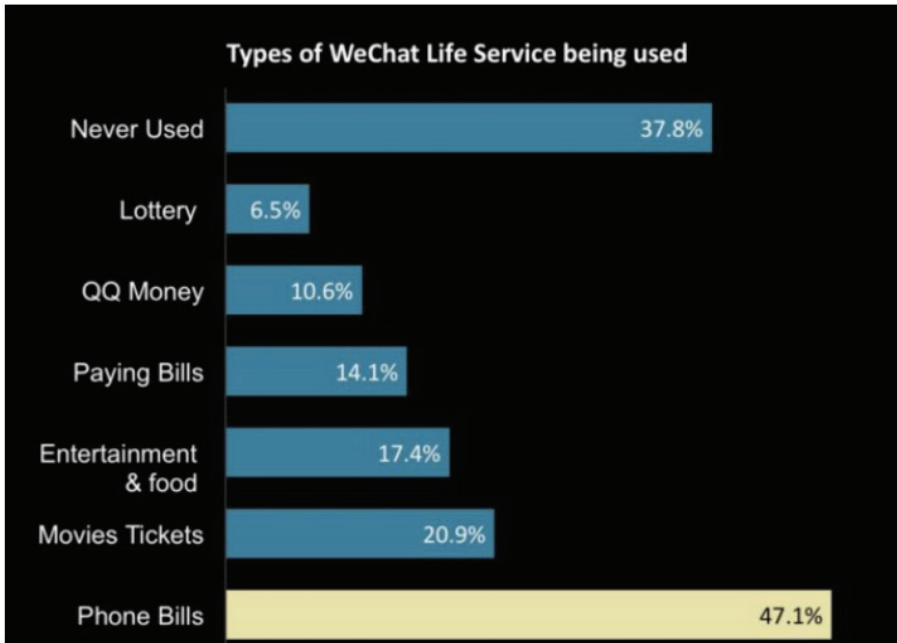 Types of WeChat Life Service being used
Never Used
37.8%
Lottery
6.5%
QQ Money
10.6%
Paying Bills
14.1%
Entertainment
& food
17.4%
Movies Tickets
20.9%
Phone Bills
47.1%